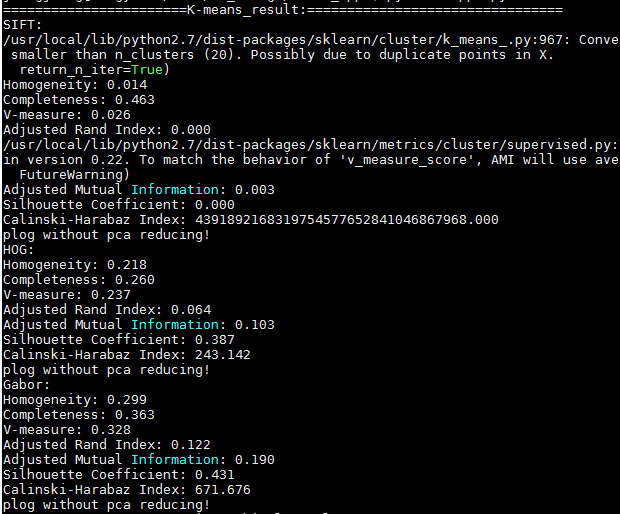 =======================K-means_result:================================
SIFT:
/usr/local/lib/python2.7/dist-packages/sklearn/cluster/k_means_.py:967: Conve
smaller than n_clusters (20). Possibly due to duplicate points in X.
return_n_iter=True)
Homogeneity: 0.014
Completeness: 0.463
V-measure: 0.026
Adjusted Rand Index: 0.000
/usr/local/lib/python2.7/dist-packages/sklearn/metrics/cluster/supervised.py:
in version 0.22. To match the behavior of 'v_measure_score', AMI will use ave
FutureWarning)
Adjusted Mutual Information: 0.003
Silhouette Coefficient: 0.000
Calinski-Harabaz Index: 4391892168319754577652841046867968.000
plog without pca reducing!
HOG:
Homogeneity: 0.218
Completeness: 0.260
V-measure: 0.237
Adjusted Rand Index: 0.064
Adjusted Mutual Information: 0.103
Silhouette Coefficient: 0.387
Calinski-Harabaz Index: 243.142
plog without pca reducing!
Gabor:
Homogeneity: 0.299
Completeness: 0.363
V-measure: 0.328
Adjusted Rand Index: 0.122
Adjusted Mutual Information: 0.190
Silhouette Coefficient: 0.431
Calinski-Harabaz Index: 671.676
plog without pca reducing!